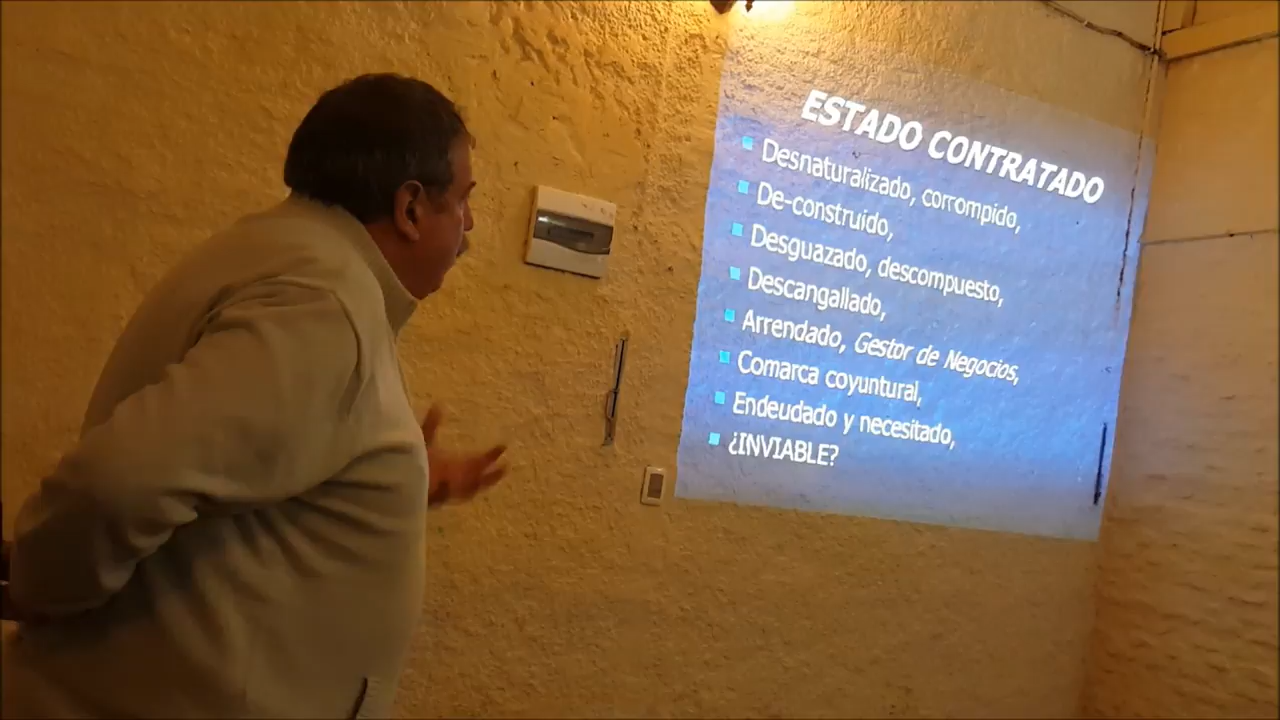 ESTADO CONTRATADO
Desnaturalizado, corrompido,
De-construido,
Desguazado, descompuesto,
Descangallado,
Arrendado, Gestor de Negocios,
Comarca coyuntural,
Endeudado y necesitado,
¿INVIABLE?